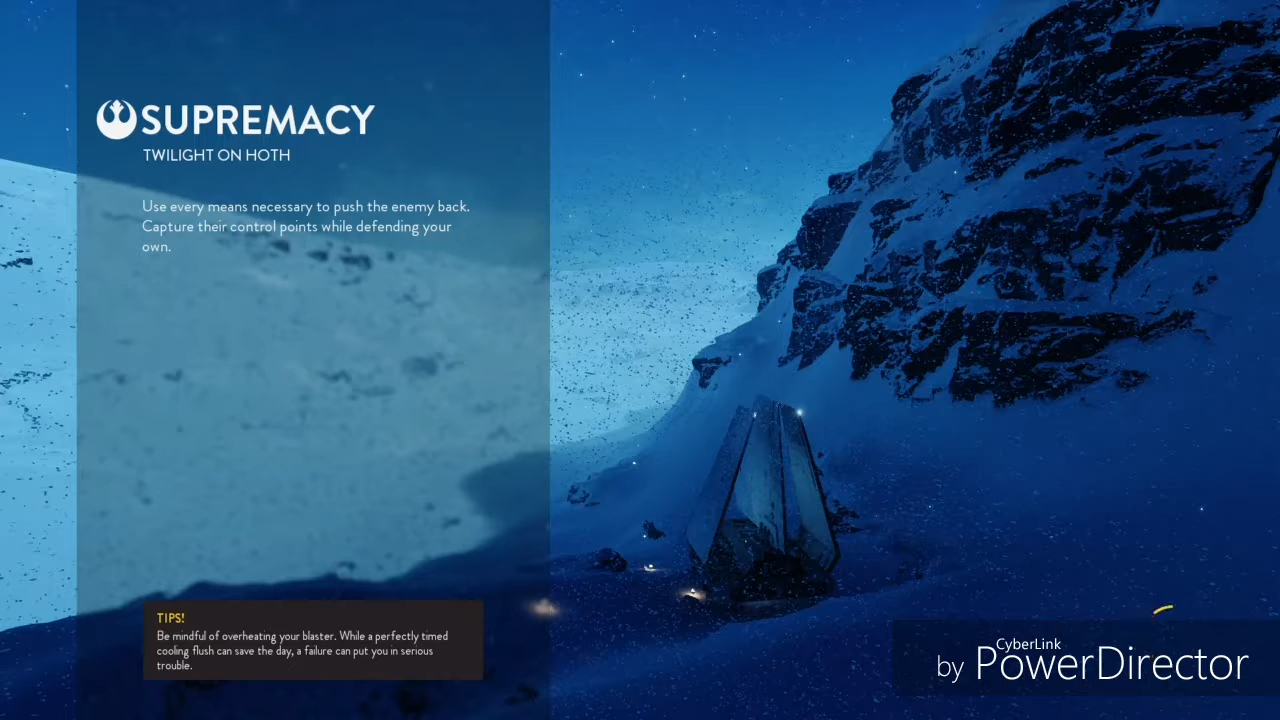 SUPREMACY
TWILIGHT ON HOTH
Use every means necessary to push the enemy back.
Capture their control points while defending your
own.
TIPS!
Be mindful of overheating your blaster. While a perfectly timed
cooling flush can save the day, a failure can put you in serious
trouble.
CyberLink
by PowerDirector